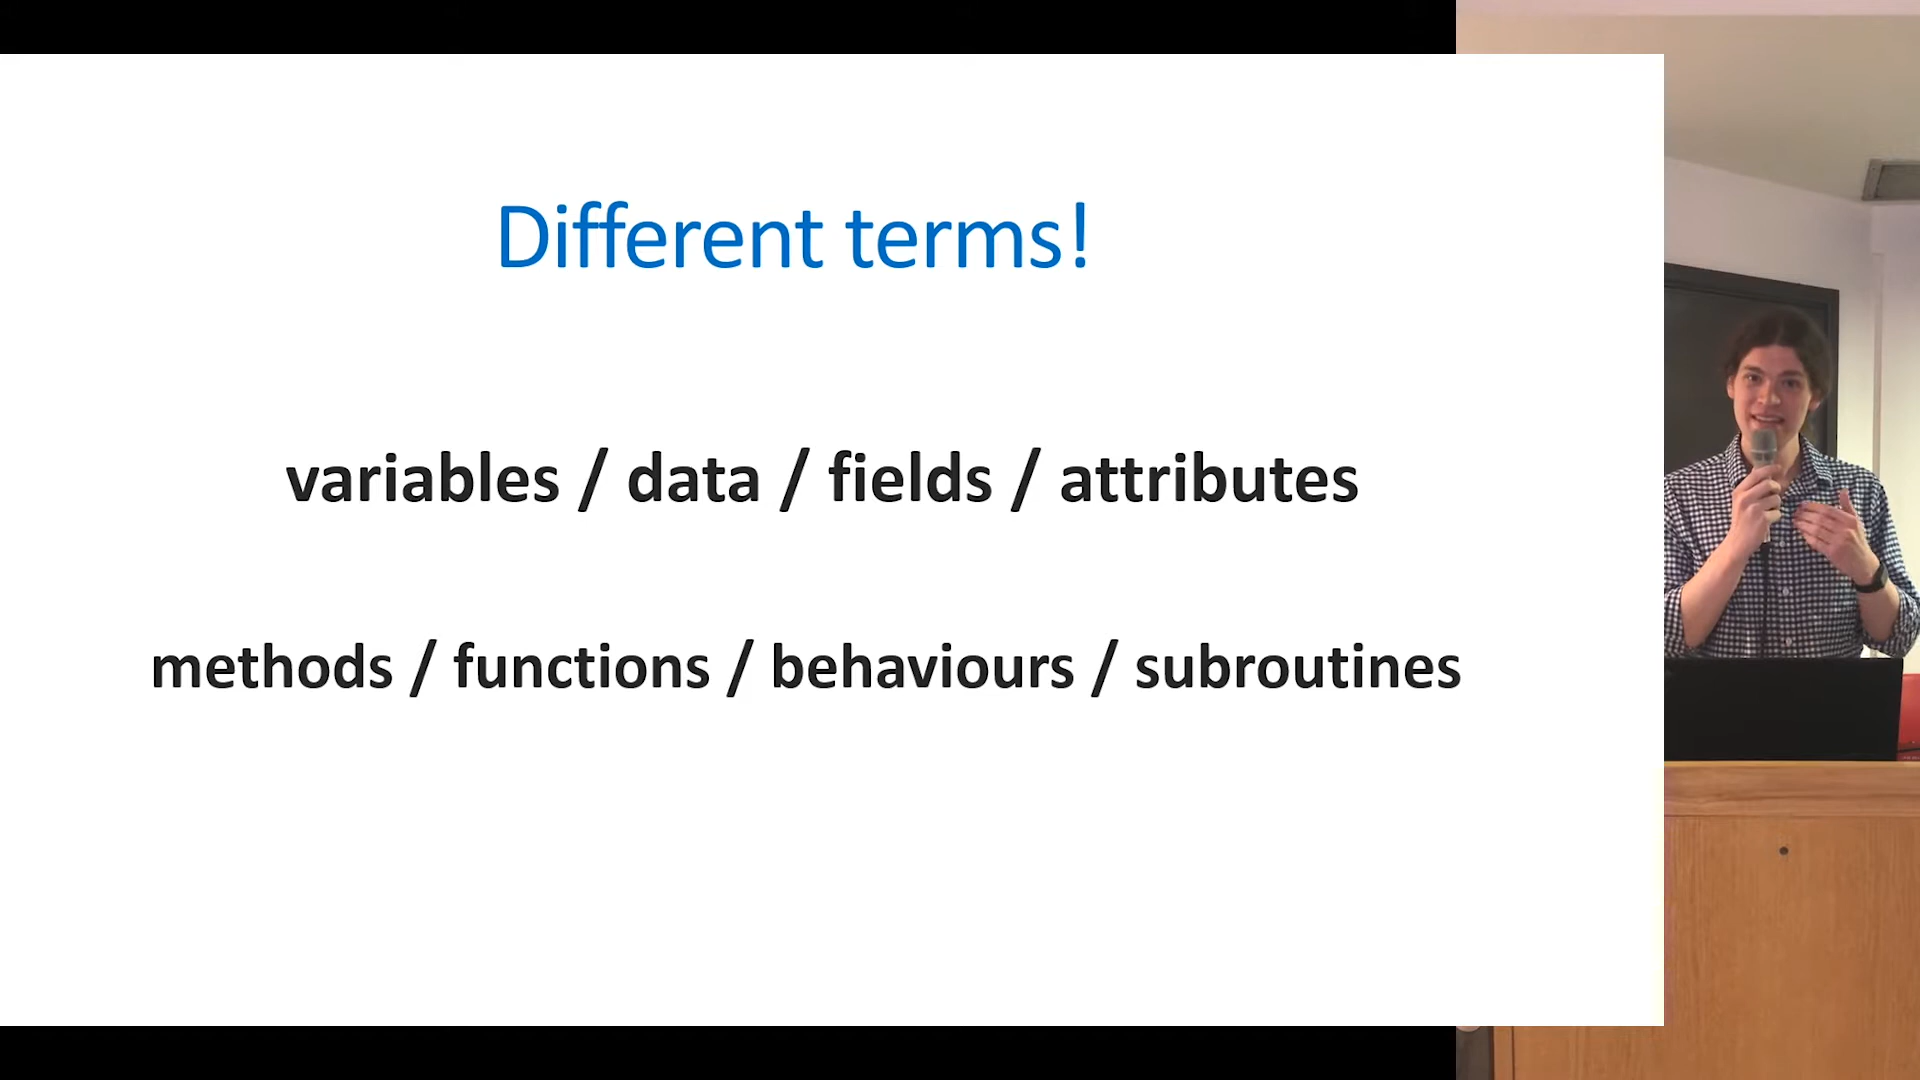 Different terms!
variables / data / fields / attributes
methods / functions / behaviours / subroutines